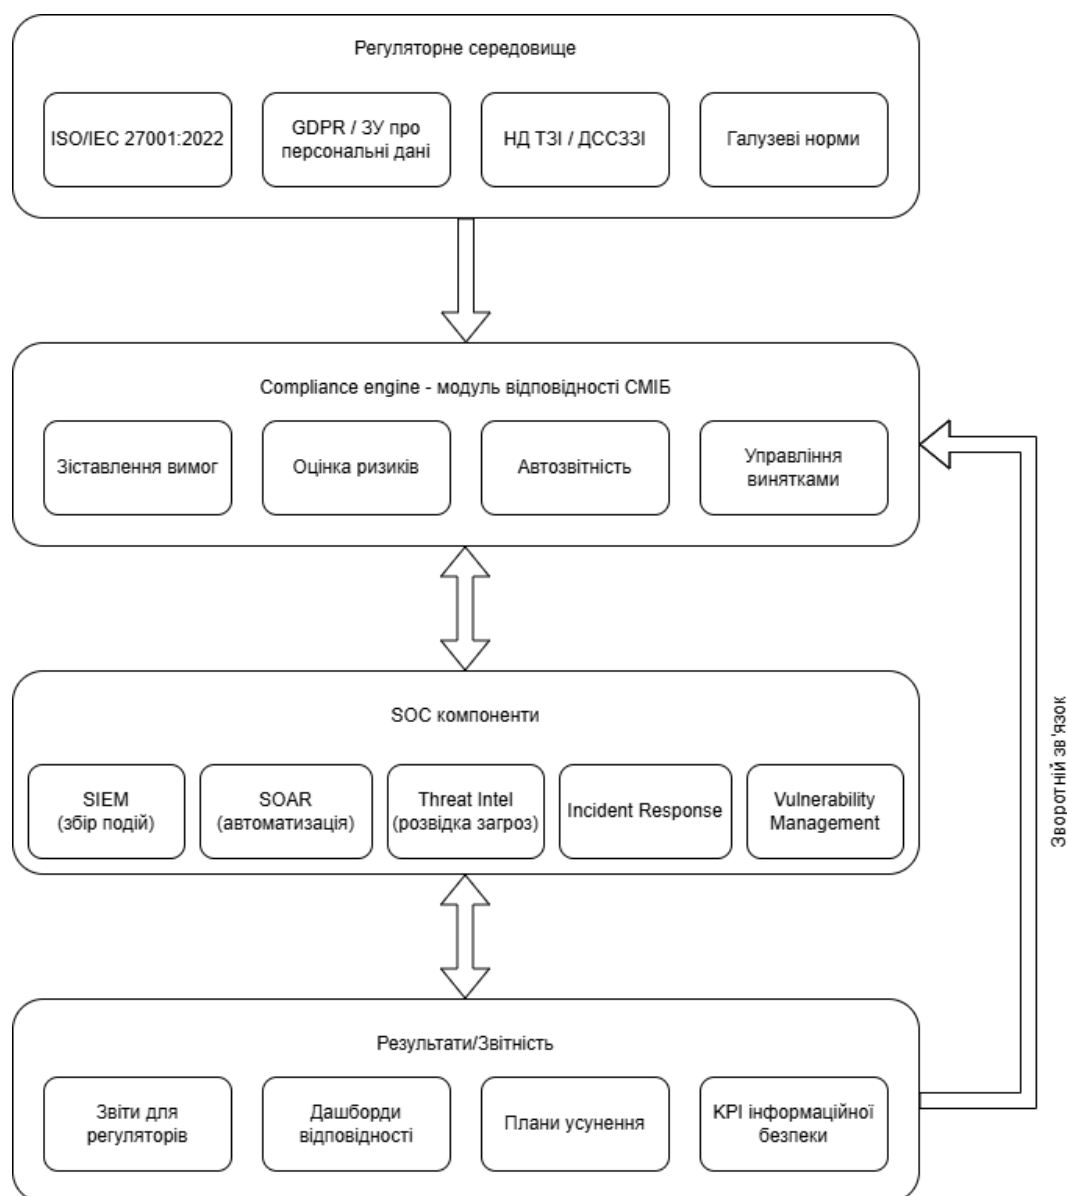 Регуляторне середовище
ISO/IEC 27001:2022
GDPR / ЗУ про
персональні дані
НД ТЗІ / ДССЗЗІ
Галузеві норми
Compliance engine - модуль відповідності СМІБ
Зіставлення вимог
Оцінка ризиків
Автозвітність
Управління
винятками
SOC компоненти
SIEM
(збір подій)
SOAR
(автоматизація)
Threat Intel
(розвідка загроз)
Incident Response
Vulnerability
Management
Зворотній зв'язок
Результати/Звітність
Звіти для
регуляторів
Дашборди
відповідності
Плани усунення
KPI інформаційної
безпеки